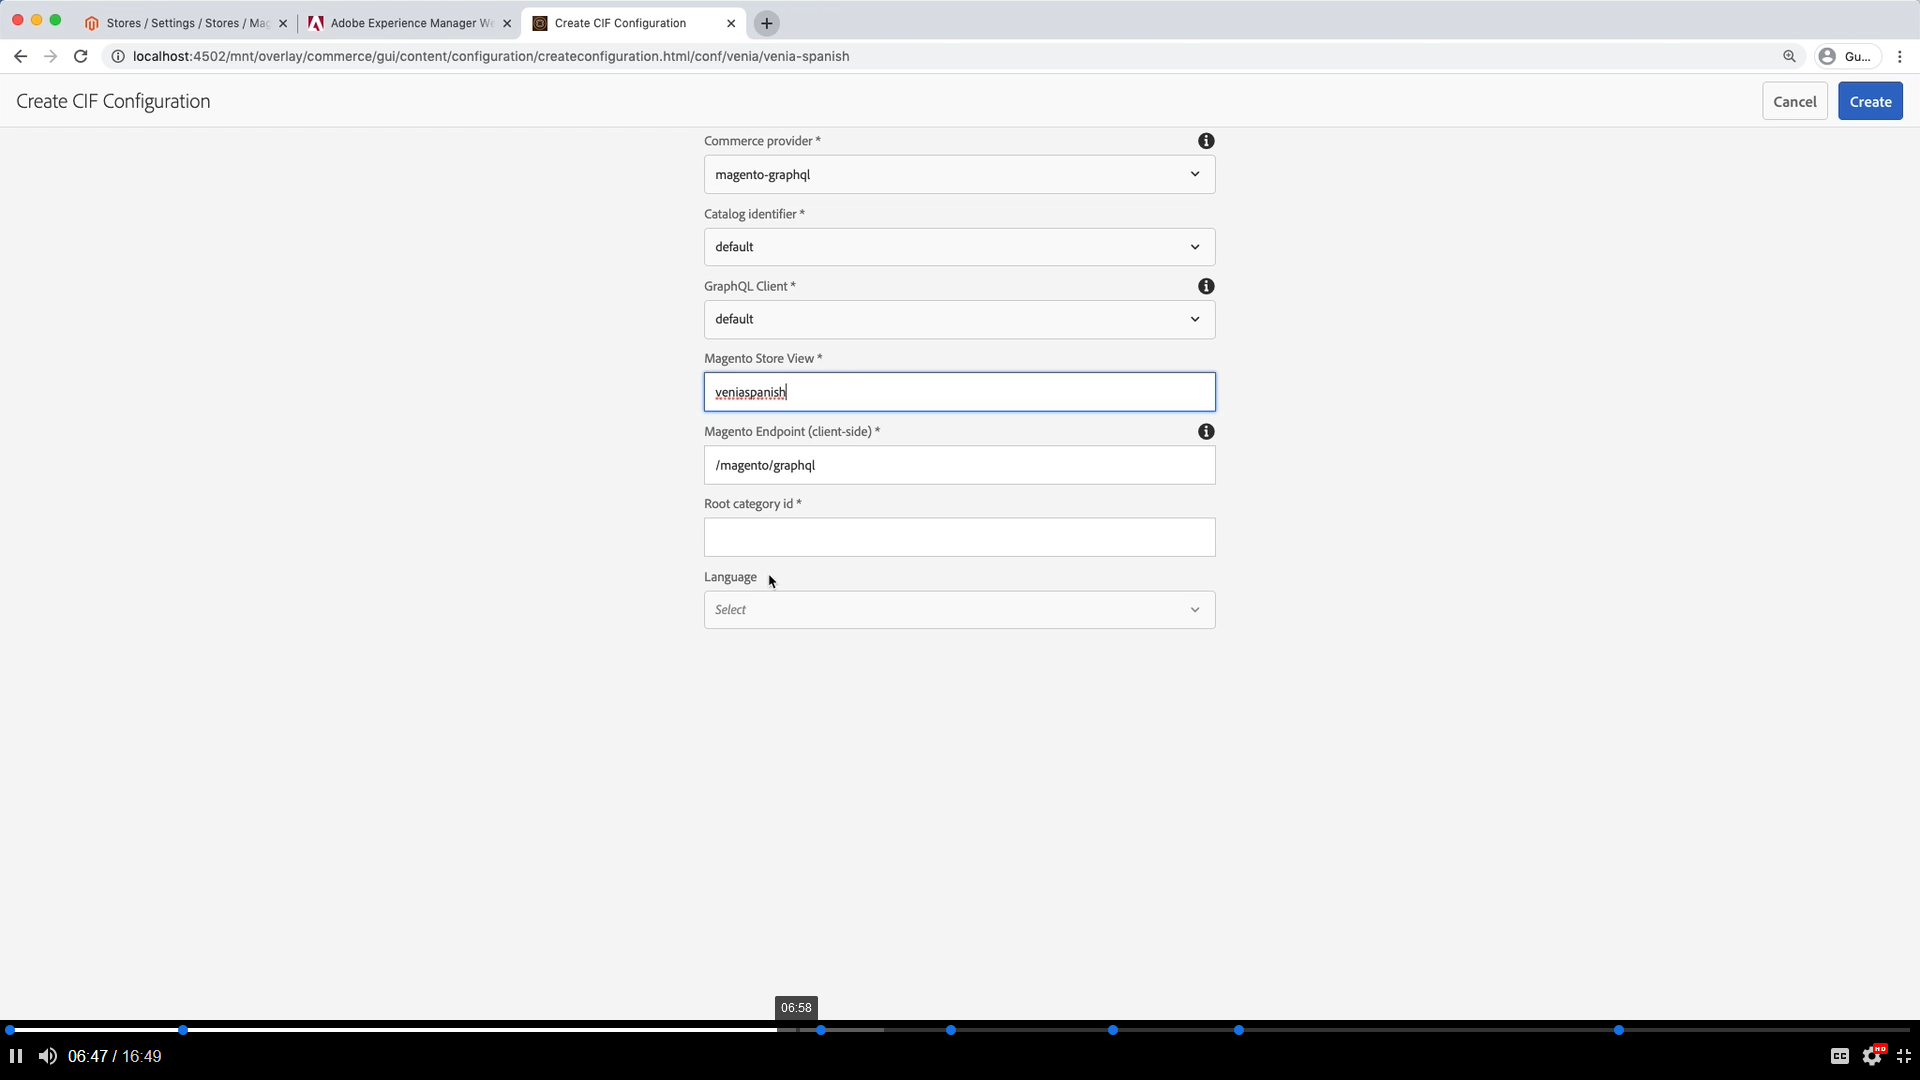 Stores / Settings / Stores / Mag
Adobe Experience Manager We
Create CIF Configuration
localhost:4502/mnt/overlay/commerce/gui/content/configuration/createconfiguration.html/conf/venia/venia-spanish
Gu...
Create CIF Configuration
Cancel
Create
Commerce provider *
magento-graphql
Catalog identifier *
default
GraphQL Client *
default
Magento Store View *
veniaspanish
Magento Endpoint (client-side) *
/magento/graphql
Root category id *
Language
Select
06:58
06:47 / 16:49
CC
HD